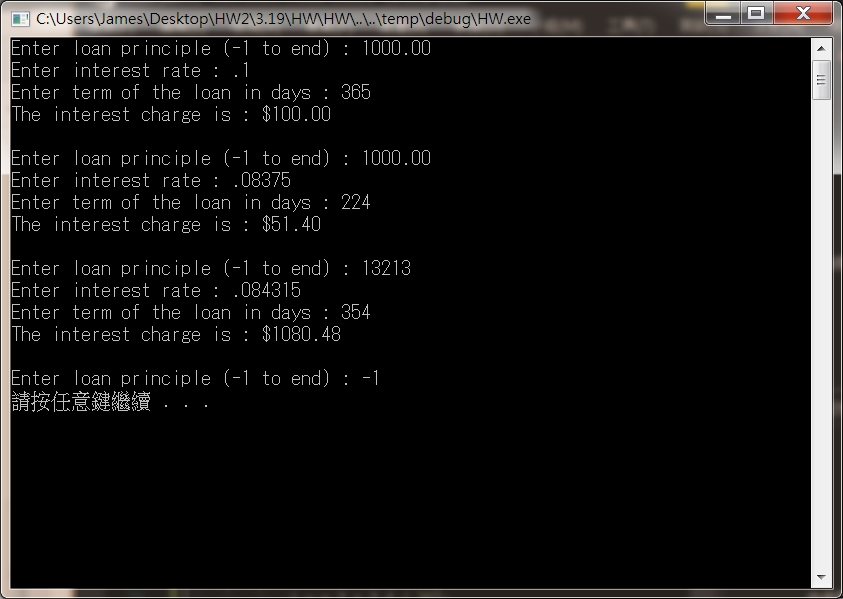 C:\Users\James\Desktop\HW2\3.19\HW\HW\..\..\temp\debug\HW.exe
Enter loan principle (-1 to end) : 1000.00
Enter interest rate : .1
Enter term of the loan in days : 365
The interest charge is : $100.00
Enter loan principle (-1 to end) : 1000.00
Enter interest rate : .08375
Enter term of the loan in days : 224
The interest charge is : $51.40
Enter loan principle (-1 to end) : 13213
Enter interest rate : .084315
Enter term of the loan in days : 354
The interest charge is : $1080.48
Enter loan principle (-1 to end) : -1
請按任意鍵繼續 . . .